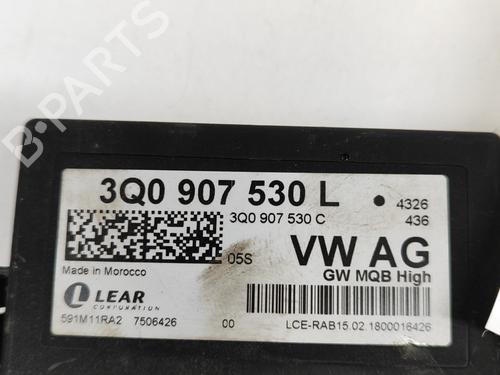 B-PARTS
3Q0 907 530 L • 4326
3Q0 907 530 C 436
05S VW AG
Made in Morocco GW MQB High
LEAR
CORPORATION
591M11RA2 7506426 00 LCE-RAB15.02.1800016426